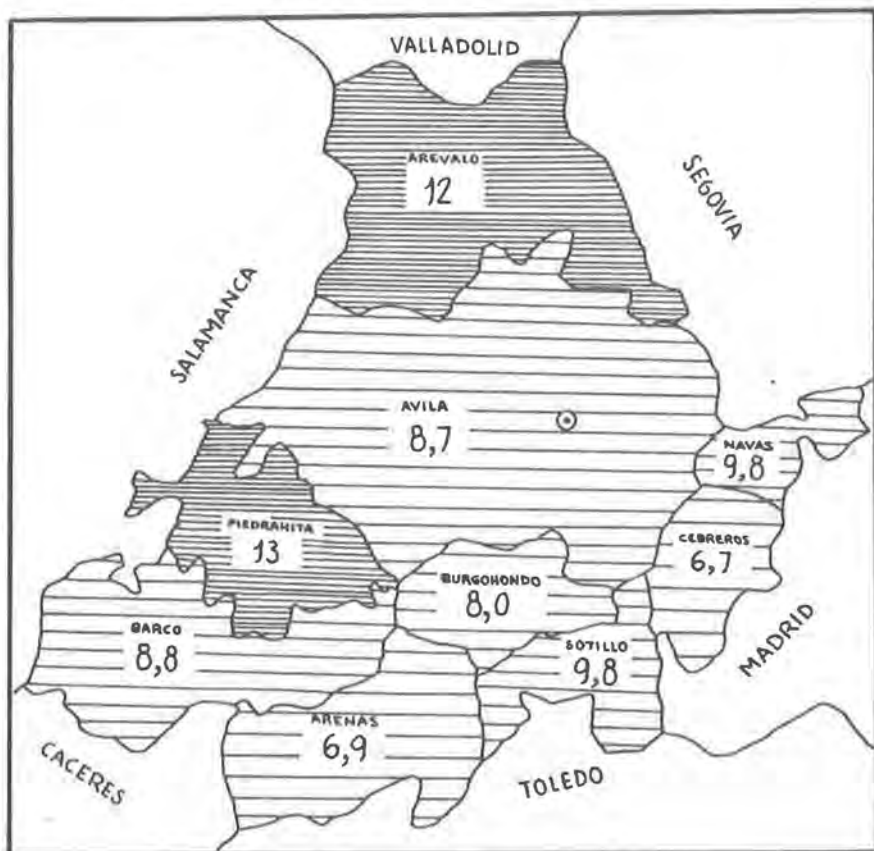 VALLADOLID
AREVALO
12
SEGOVIA
SALAMANCA
AVILA
8,7
NAVAS
9,8
PIEDRAHITA
13
CEBREROS
6,7
BURGOHONDO
8,0
BARCO
8,8
SOTILLO
9,8
MADRID
ARENAS
6,9
CACERES
TOLEDO